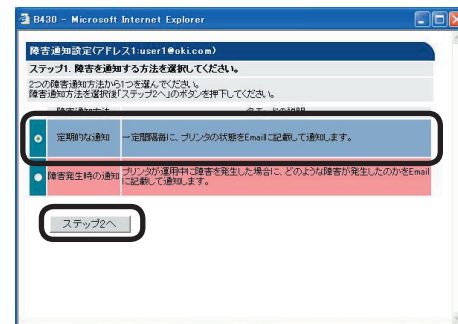 B430 - Microsoft Internet Explorer
障害通知設定(アドレス1:user1@oki.com)
ステップ1. 障害を通知する方法を選択してください。
2つの障害通知方法から1つを選んでください。
障害通知方法を選択後「ステップ2へ」のボタンを押下してください。
障害通知方法
定期的な通知 一定間隔毎に、プリンタの状態をEmailに記載して通知します。
障害発生時の通知 プリンタが運用中に障害を発生した場合に、どのような障害が発生したのかをEmail
に記載して通知します。
ステップ2へ